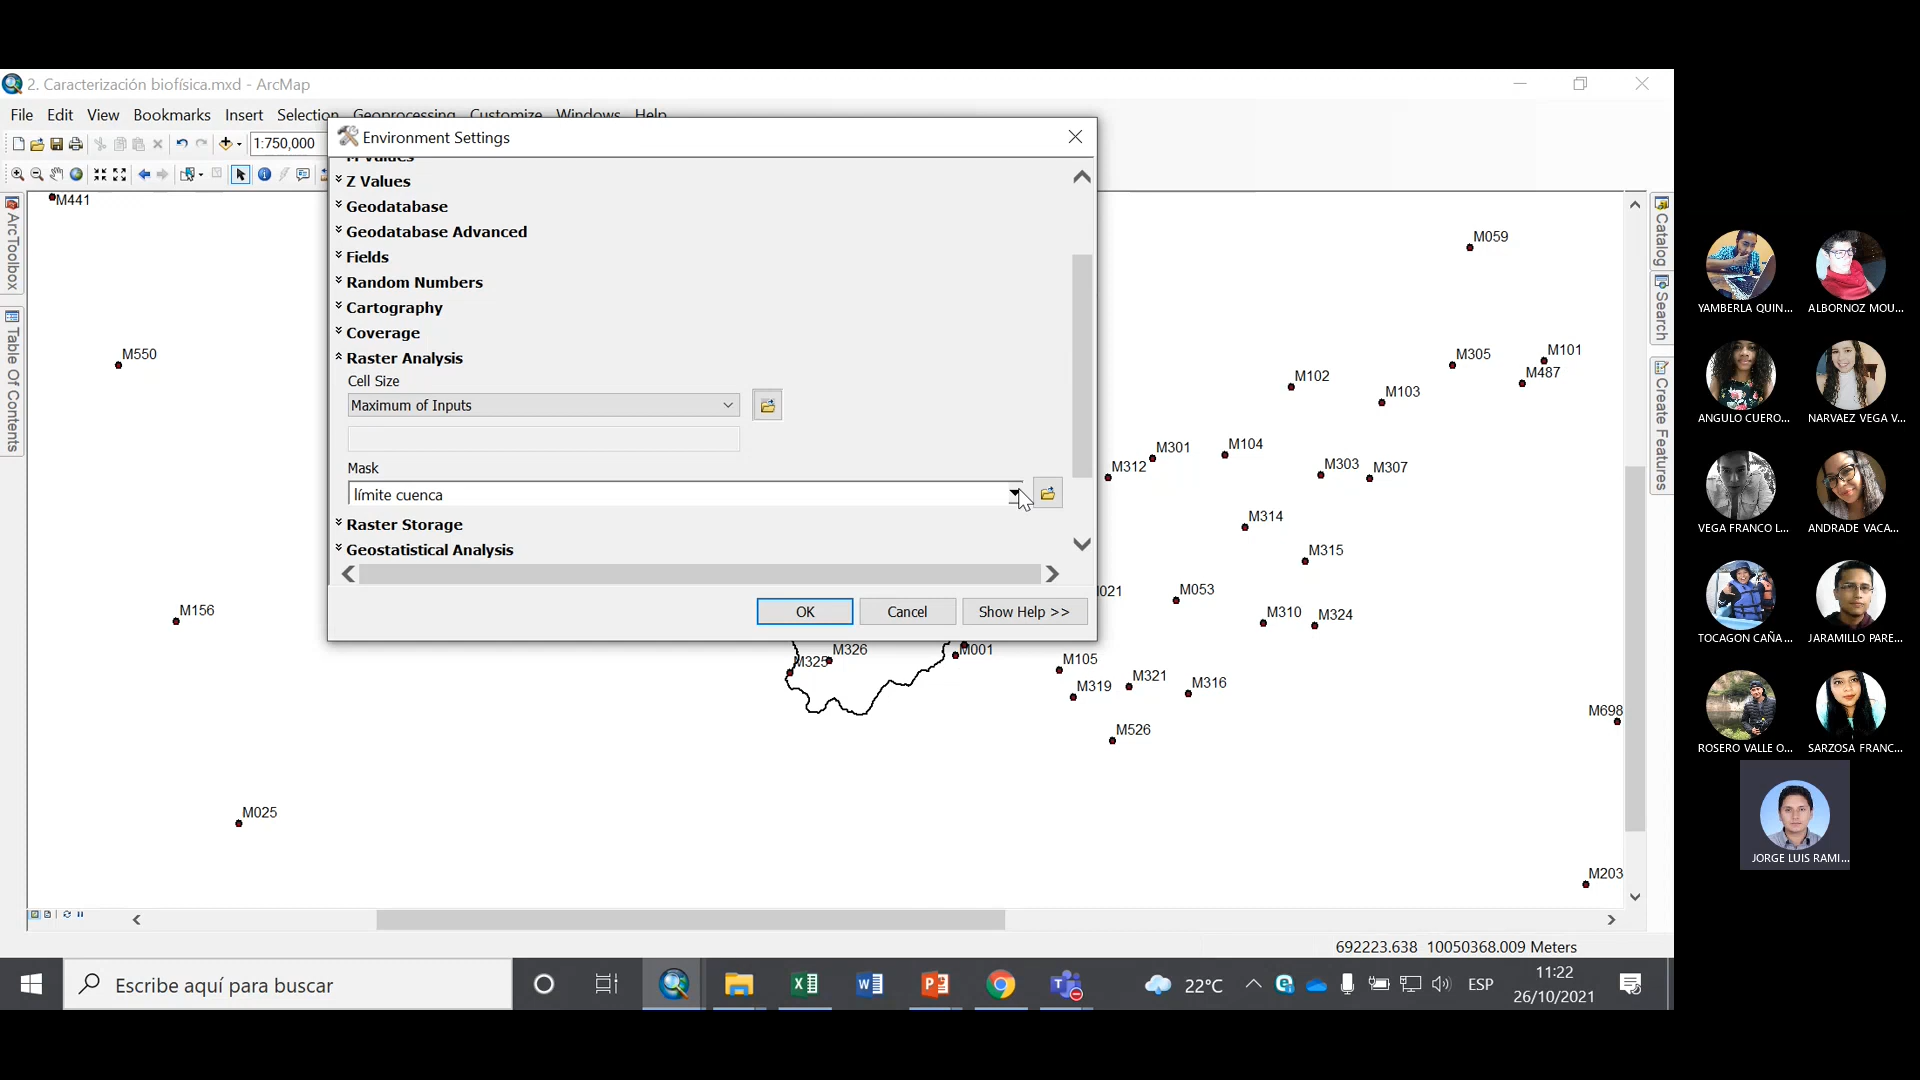 2. Caracterización biofísica.mxd - ArcMap
File Edit View Bookmarks Insert Selection Geoprocessing Customize Windows Help
1:750,000
Environment Settings
M Values
Z Values
Geodatabase
Geodatabase Advanced
Fields
Random Numbers
Cartography
Coverage
Raster Analysis
Cell Size
Maximum of Inputs
Mask
límite cuenca
Raster Storage
Geostatistical Analysis
OK Cancel Show Help >>
ArcToolbox
Table Of Contents
Catalog
Search
Create Features
M441
M059
M550
M305
M101
M487
M102
M103
M301
M104
M312
M303
M307
M314
M315
M053
M156
M310
M324
M326
M325
M001
M105
M321
M319
M316
M698
M526
M025
M203
692223.638 10050368.009 Meters
YAMBERLA QUIN...
ALBORNOZ MOU...
ANGULO CUERO...
NARVAEZ VEGA V...
VEGA FRANCO L...
ANDRADE VACA...
TOCAGON CAÑA ...
JARAMILLO PARE...
ROSERO VALLE O...
SARZOSA FRANC...
JORGE LUIS RAMI...
Escribe aquí para buscar
22°C
ESP
11:22
26/10/2021